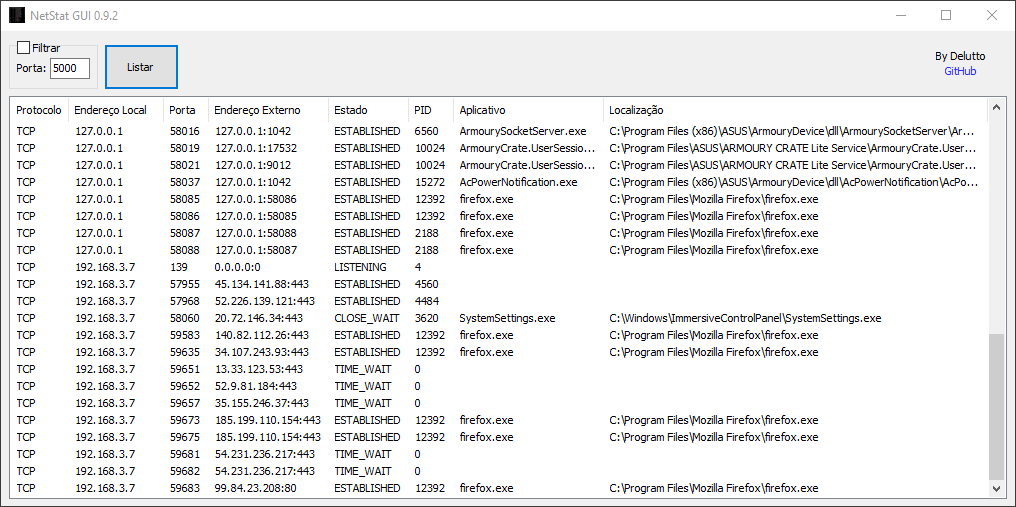 NetStat GUI 0.9.2
Filtrar
Porta: 5000
Listar
By Delutto
GitHub
Protocolo Endereço Local Porta Endereço Externo Estado PID Aplicativo Localização
TCP 127.0.0.1 58016 127.0.0.1:1042 ESTABLISHED 6560 ArmourySocketServer.exe C:\Program Files (x86)\ASUS\ArmouryDevice\dll\ArmourySocketServer\Ar...
TCP 127.0.0.1 58019 127.0.0.1:17532 ESTABLISHED 10024 ArmouryCrate.UserSessio... C:\Program Files\ASUS\ARMOURY CRATE Lite Service\ArmouryCrate.User...
TCP 127.0.0.1 58021 127.0.0.1:9012 ESTABLISHED 10024 ArmouryCrate.UserSessio... C:\Program Files\ASUS\ARMOURY CRATE Lite Service\ArmouryCrate.User...
TCP 127.0.0.1 58037 127.0.0.1:1042 ESTABLISHED 15272 AcPowerNotification.exe C:\Program Files (x86)\ASUS\ArmouryDevice\dll\AcPowerNotification\AcPo...
TCP 127.0.0.1 58085 127.0.0.1:58086 ESTABLISHED 12392 firefox.exe C:\Program Files\Mozilla Firefox\firefox.exe
TCP 127.0.0.1 58086 127.0.0.1:58085 ESTABLISHED 12392 firefox.exe C:\Program Files\Mozilla Firefox\firefox.exe
TCP 127.0.0.1 58087 127.0.0.1:58088 ESTABLISHED 2188 firefox.exe C:\Program Files\Mozilla Firefox\firefox.exe
TCP 127.0.0.1 58088 127.0.0.1:58087 ESTABLISHED 2188 firefox.exe C:\Program Files\Mozilla Firefox\firefox.exe
TCP 192.168.3.7 139 0.0.0.0:0 LISTENING 4
TCP 192.168.3.7 57955 45.134.141.88:443 ESTABLISHED 4560
TCP 192.168.3.7 57968 52.226.139.121:443 ESTABLISHED 4484
TCP 192.168.3.7 58060 20.72.146.34:443 CLOSE_WAIT 3620 SystemSettings.exe C:\Windows\ImmersiveControlPanel\SystemSettings.exe
TCP 192.168.3.7 59583 140.82.112.26:443 ESTABLISHED 12392 firefox.exe C:\Program Files\Mozilla Firefox\firefox.exe
TCP 192.168.3.7 59635 34.107.243.93:443 ESTABLISHED 12392 firefox.exe C:\Program Files\Mozilla Firefox\firefox.exe
TCP 192.168.3.7 59651 13.33.123.53:443 TIME_WAIT 0
TCP 192.168.3.7 59652 52.9.81.184:443 TIME_WAIT 0
TCP 192.168.3.7 59657 35.155.246.37:443 TIME_WAIT 0
TCP 192.168.3.7 59673 185.199.110.154:443 ESTABLISHED 12392 firefox.exe C:\Program Files\Mozilla Firefox\firefox.exe
TCP 192.168.3.7 59675 185.199.110.154:443 ESTABLISHED 12392 firefox.exe C:\Program Files\Mozilla Firefox\firefox.exe
TCP 192.168.3.7 59681 54.231.236.217:443 TIME_WAIT 0
TCP 192.168.3.7 59682 54.231.236.217:443 TIME_WAIT 0
TCP 192.168.3.7 59683 99.84.23.208:80 ESTABLISHED 12392 firefox.exe C:\Program Files\Mozilla Firefox\firefox.exe